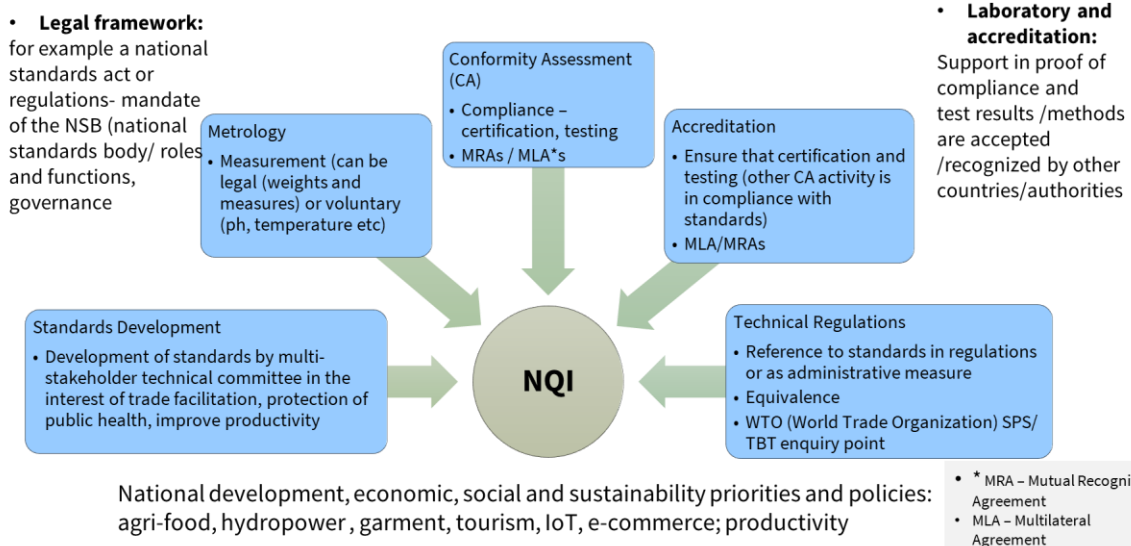 • Legal framework:
for example a national
standards act or
regulations- mandate
of the NSB (national
standards body/ roles
and functions,
governance
Metrology
• Measurement (can be
legal (weights and
measures) or voluntary
(ph, temperature etc)
Conformity Assessment
(CA)
• Compliance –
certification, testing
• MRAs / MLA*s
Accreditation
• Ensure that certification and
testing (other CA activity is
in compliance with
standards)
• MLA/MRAs
• Laboratory and
accreditation:
Support in proof of
compliance and
test results /methods
are accepted
/recognized by other
countries/authorities
Standards Development
• Development of standards by multi-
stakeholder technical committee in the
interest of trade facilitation, protection of
public health, improve productivity
NQI
Technical Regulations
• Reference to standards in regulations
or as administrative measure
• Equivalence
• WTO (World Trade Organization) SPS/
TBT enquiry point
National development, economic, social and sustainability priorities and policies:
agri-food, hydropower , garment, tourism, IoT, e-commerce; productivity
• * MRA – Mutual Recogni
Agreement
• MLA – Multilateral
Agreement